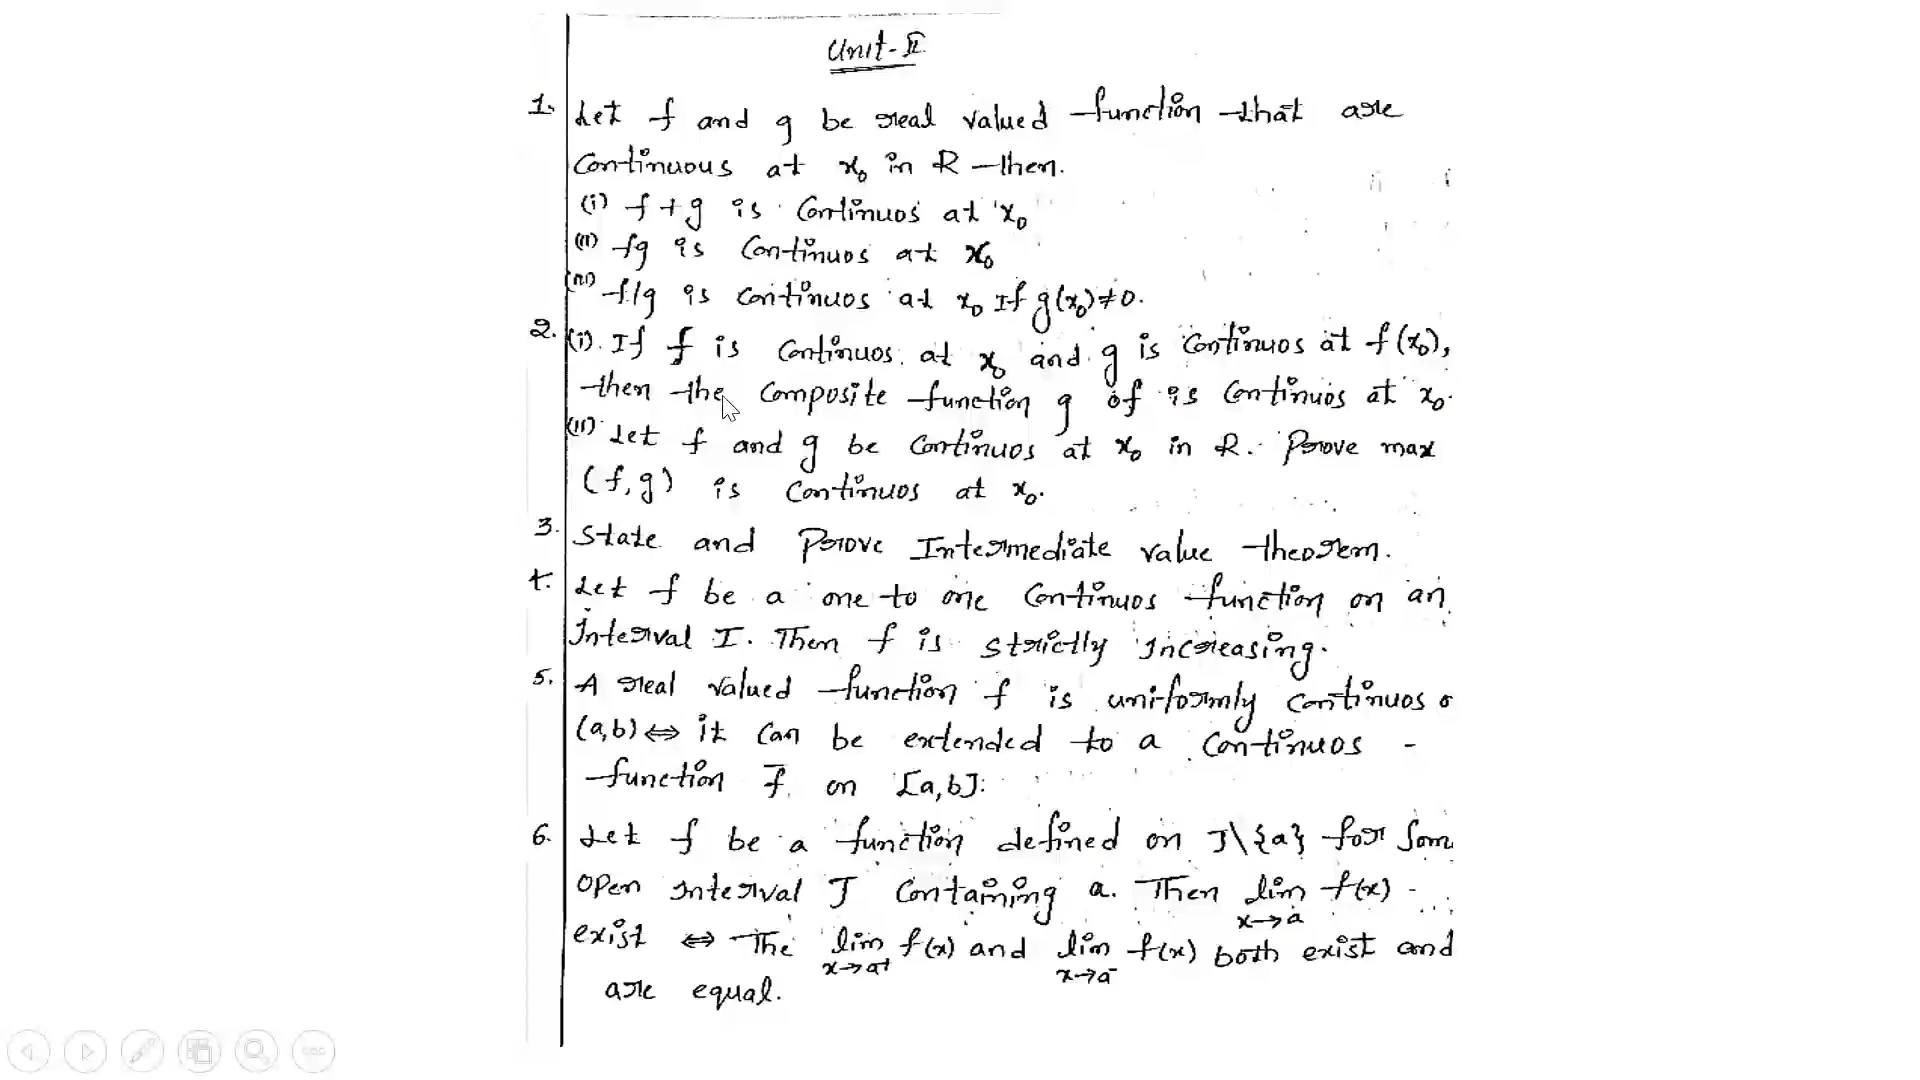 Unit-II
1. Let f and g be real valued function that are
Continuous at x₀ in R then.
(i) f+g is Continuos at x₀
(ii) fg is Continuos at x₀
(iii) f/g is continuos at x₀ If g(x₀)≠0.
2. (i). If f is continuos. at x₀ and g is continuos at f(x₀),
then the composite function g of is continuos at x₀.
(ii). Let f and g be continuos at x₀ in R. Prove max
(f,g) is continuos at x₀.
3. State and Prove Intermediate value theorem.
4. Let f be a one to one continuos function on an
Interval I. Then f is strictly increasing.
5. A real valued function f is uniformly continuos o
(a,b) ⇔ it can be extended to a continuos -
function f̄ on [a,b].
6. Let f be a function defined on J\{a} for Som
open interval J containing a. Then lim x→a f(x) -
exist ⇔ The lim x→a⁺ f(x) and lim x→a⁻ f(x) both exist and
are equal.